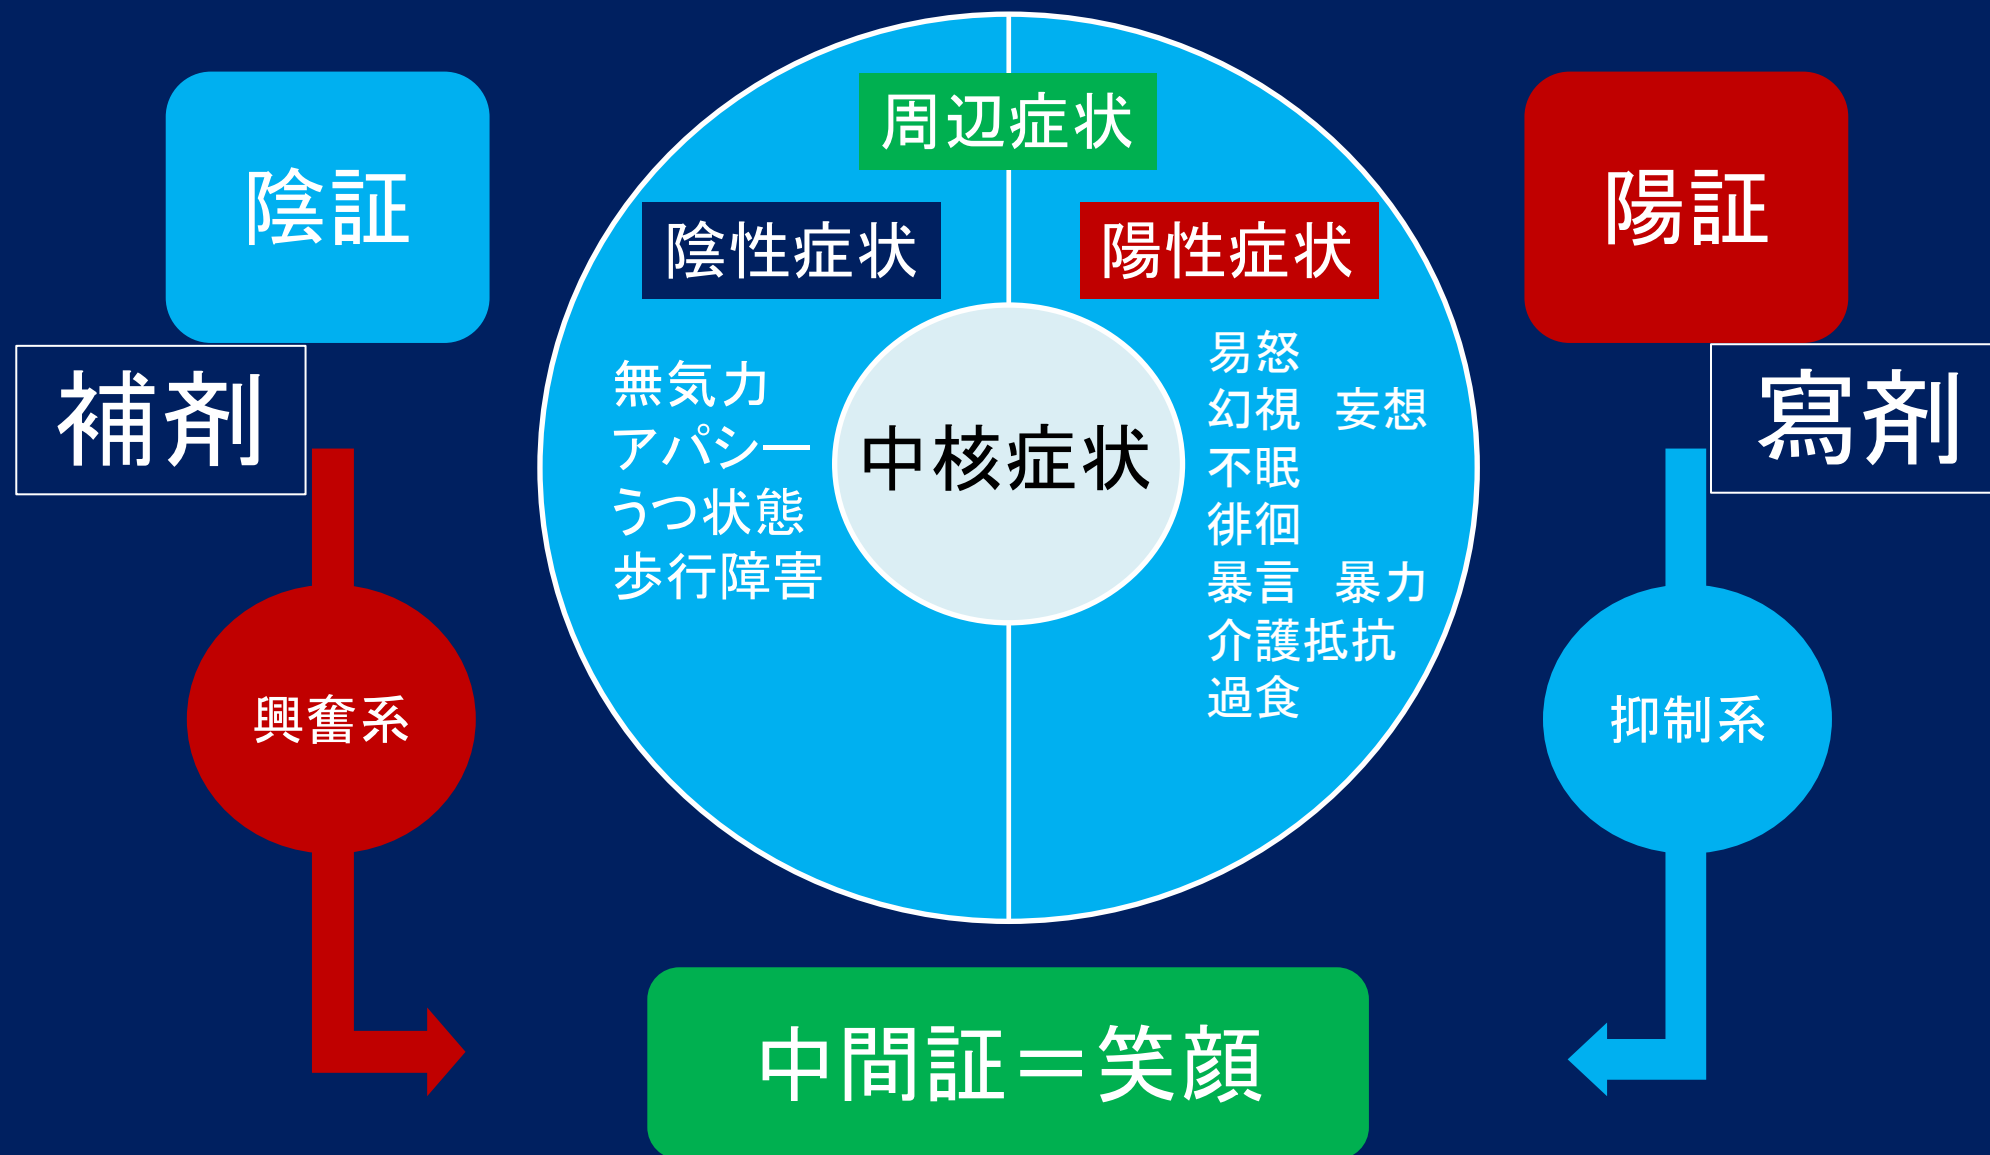 周辺症状
陰証
陽証
陰性症状
陽性症状
補剤
寫剤
無気力
アパシー
うつ状態
歩行障害
中核症状
易怒
幻視　妄想
不眠
徘徊
暴言　暴力
介護抵抗
過食
興奮系
抑制系
中間証＝笑顔